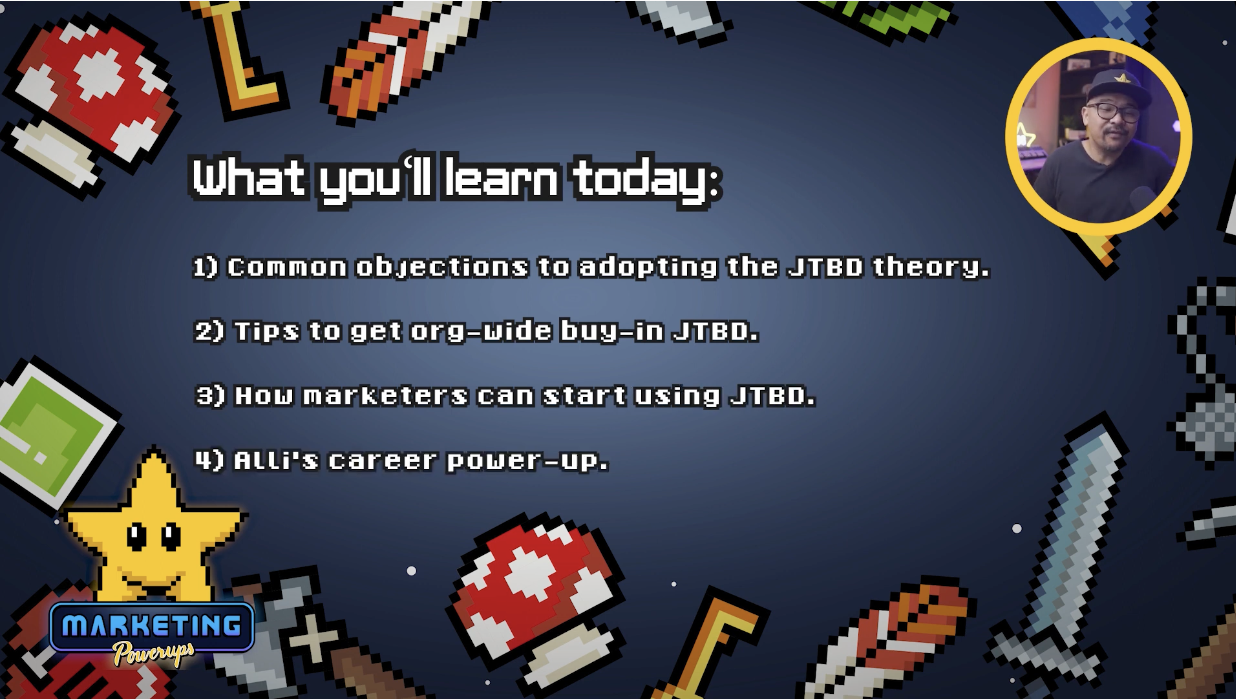 What you'll learn today:
1) Common objections to adopting the JTBD theory.
2) Tips to get org-wide buy-in JTBD.
3) How marketers can start using JTBD.
4) Alli's career power-up.
MARKETING
Powerups